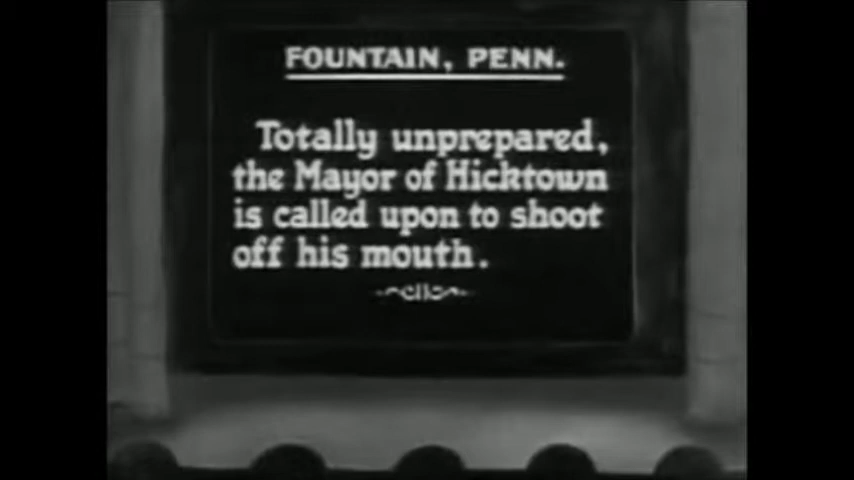 FOUNTAIN, PENN.
Totally unprepared,
the Mayor of Hicktown
is called upon to shoot
off his mouth.